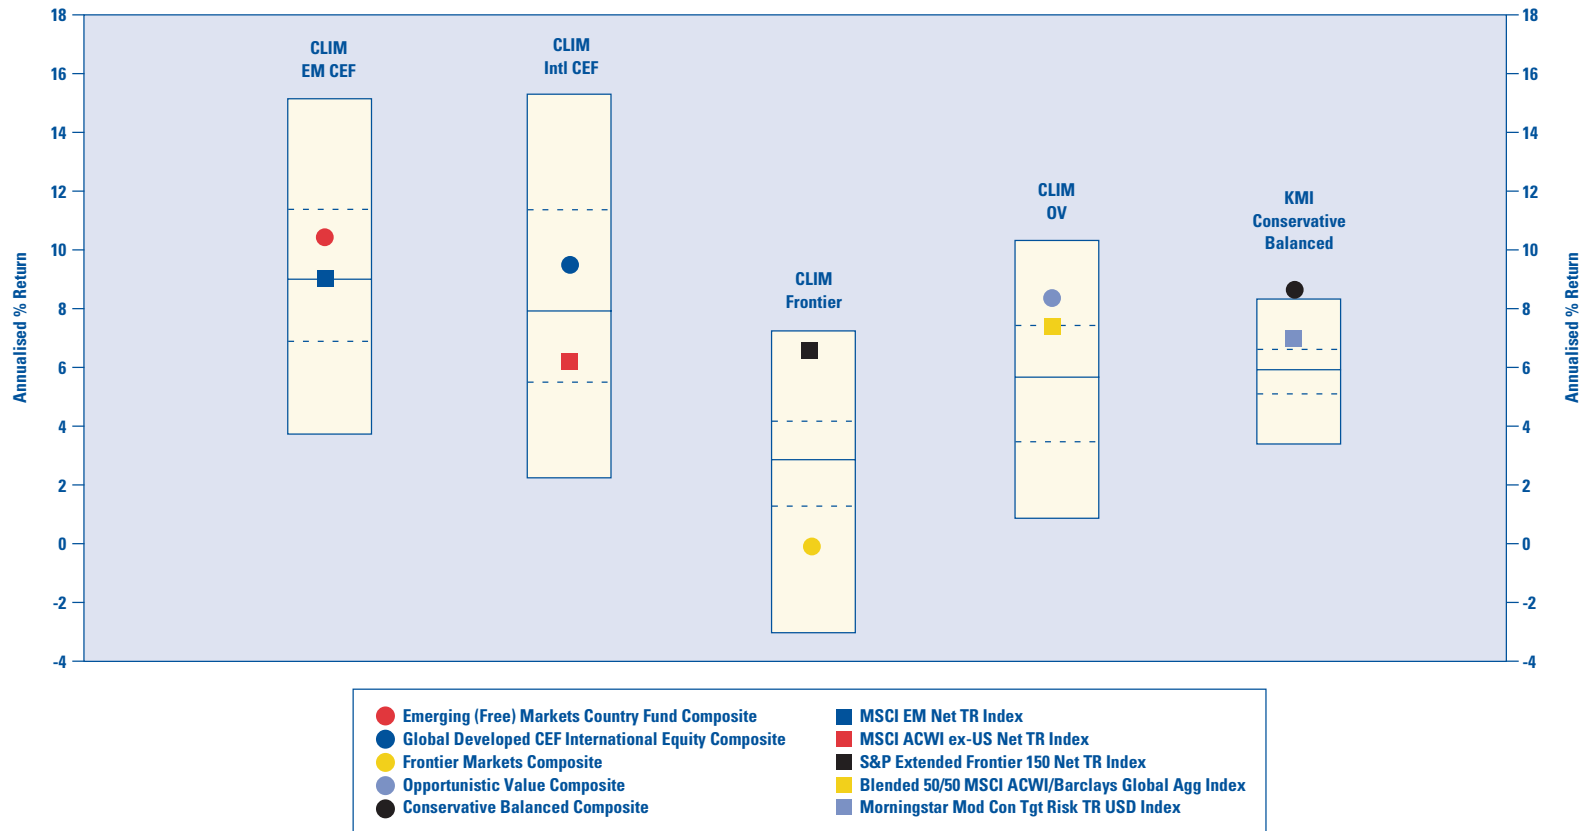 18
16
14
12
10
8
6
4
2
0
-2
-4
Annualised % Return
CLIM
EM CEF
CLIM
Intl CEF
CLIM
Frontier
CLIM
OV
KMI
Conservative
Balanced
18
16
14
12
10
8
6
4
2
0
-2
-4
Annualised % Return
Emerging (Free) Markets Country Fund Composite
Global Developed CEF International Equity Composite
Frontier Markets Composite
Opportunistic Value Composite
Conservative Balanced Composite
MSCI EM Net TR Index
MSCI ACWI ex-US Net TR Index
S&P Extended Frontier 150 Net TR Index
Blended 50/50 MSCI ACWI/Barclays Global Agg Index
Morningstar Mod Con Tgt Risk TR USD Index